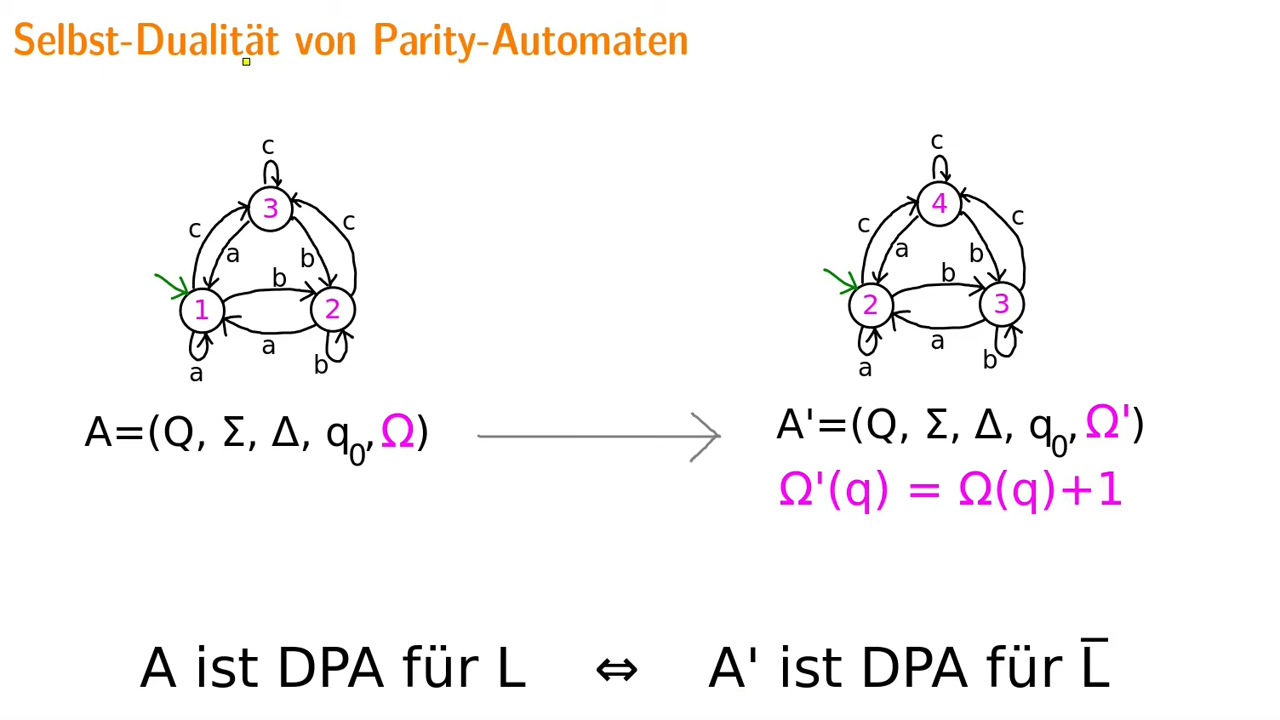 Selbst-Dualität von Parity-Automaten
c
3
c
c
a
b
b
1
2
a
a
b
c
4
c
c
a
b
b
2
3
a
a
b
A=(Q, Σ, Δ, q₀,Ω)
A'=(Q, Σ, Δ, q₀,Ω')
Ω'(q) = Ω(q)+1
A ist DPA für L ⇔ A' ist DPA für L̅